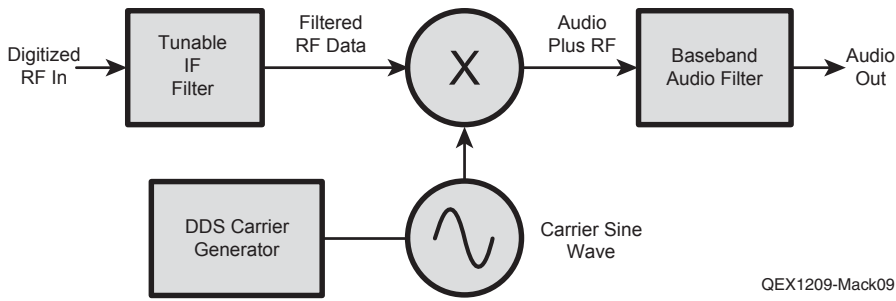 Digitized
RF In
Tunable
IF
Filter
Filtered
RF Data
X
Audio
Plus RF
Baseband
Audio Filter
Audio
Out
DDS Carrier
Generator
Carrier Sine
Wave
QEX1209-Mack09